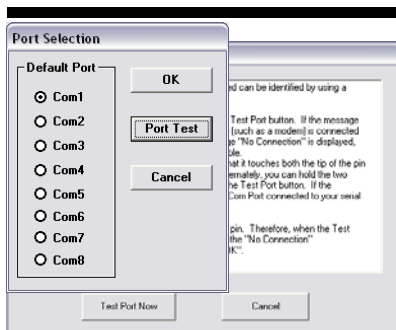 Port Selection
Default Port
Com1
Com2
Com3
Com4
Com5
Com6
Com7
Com8
OK
Port Test
Cancel
ed can be identified by using a
Test Port button. If the message
(such as a modem) is connected
"No Connection" is displayed,
ble.
hat it touches both the tip of the pin
ernately, you can hold the two
he Test Port button. If the
Com Port connected to your serial
pin. Therefore, when the Test
the "No Connection"
OK".
Test Port Now
Cancel